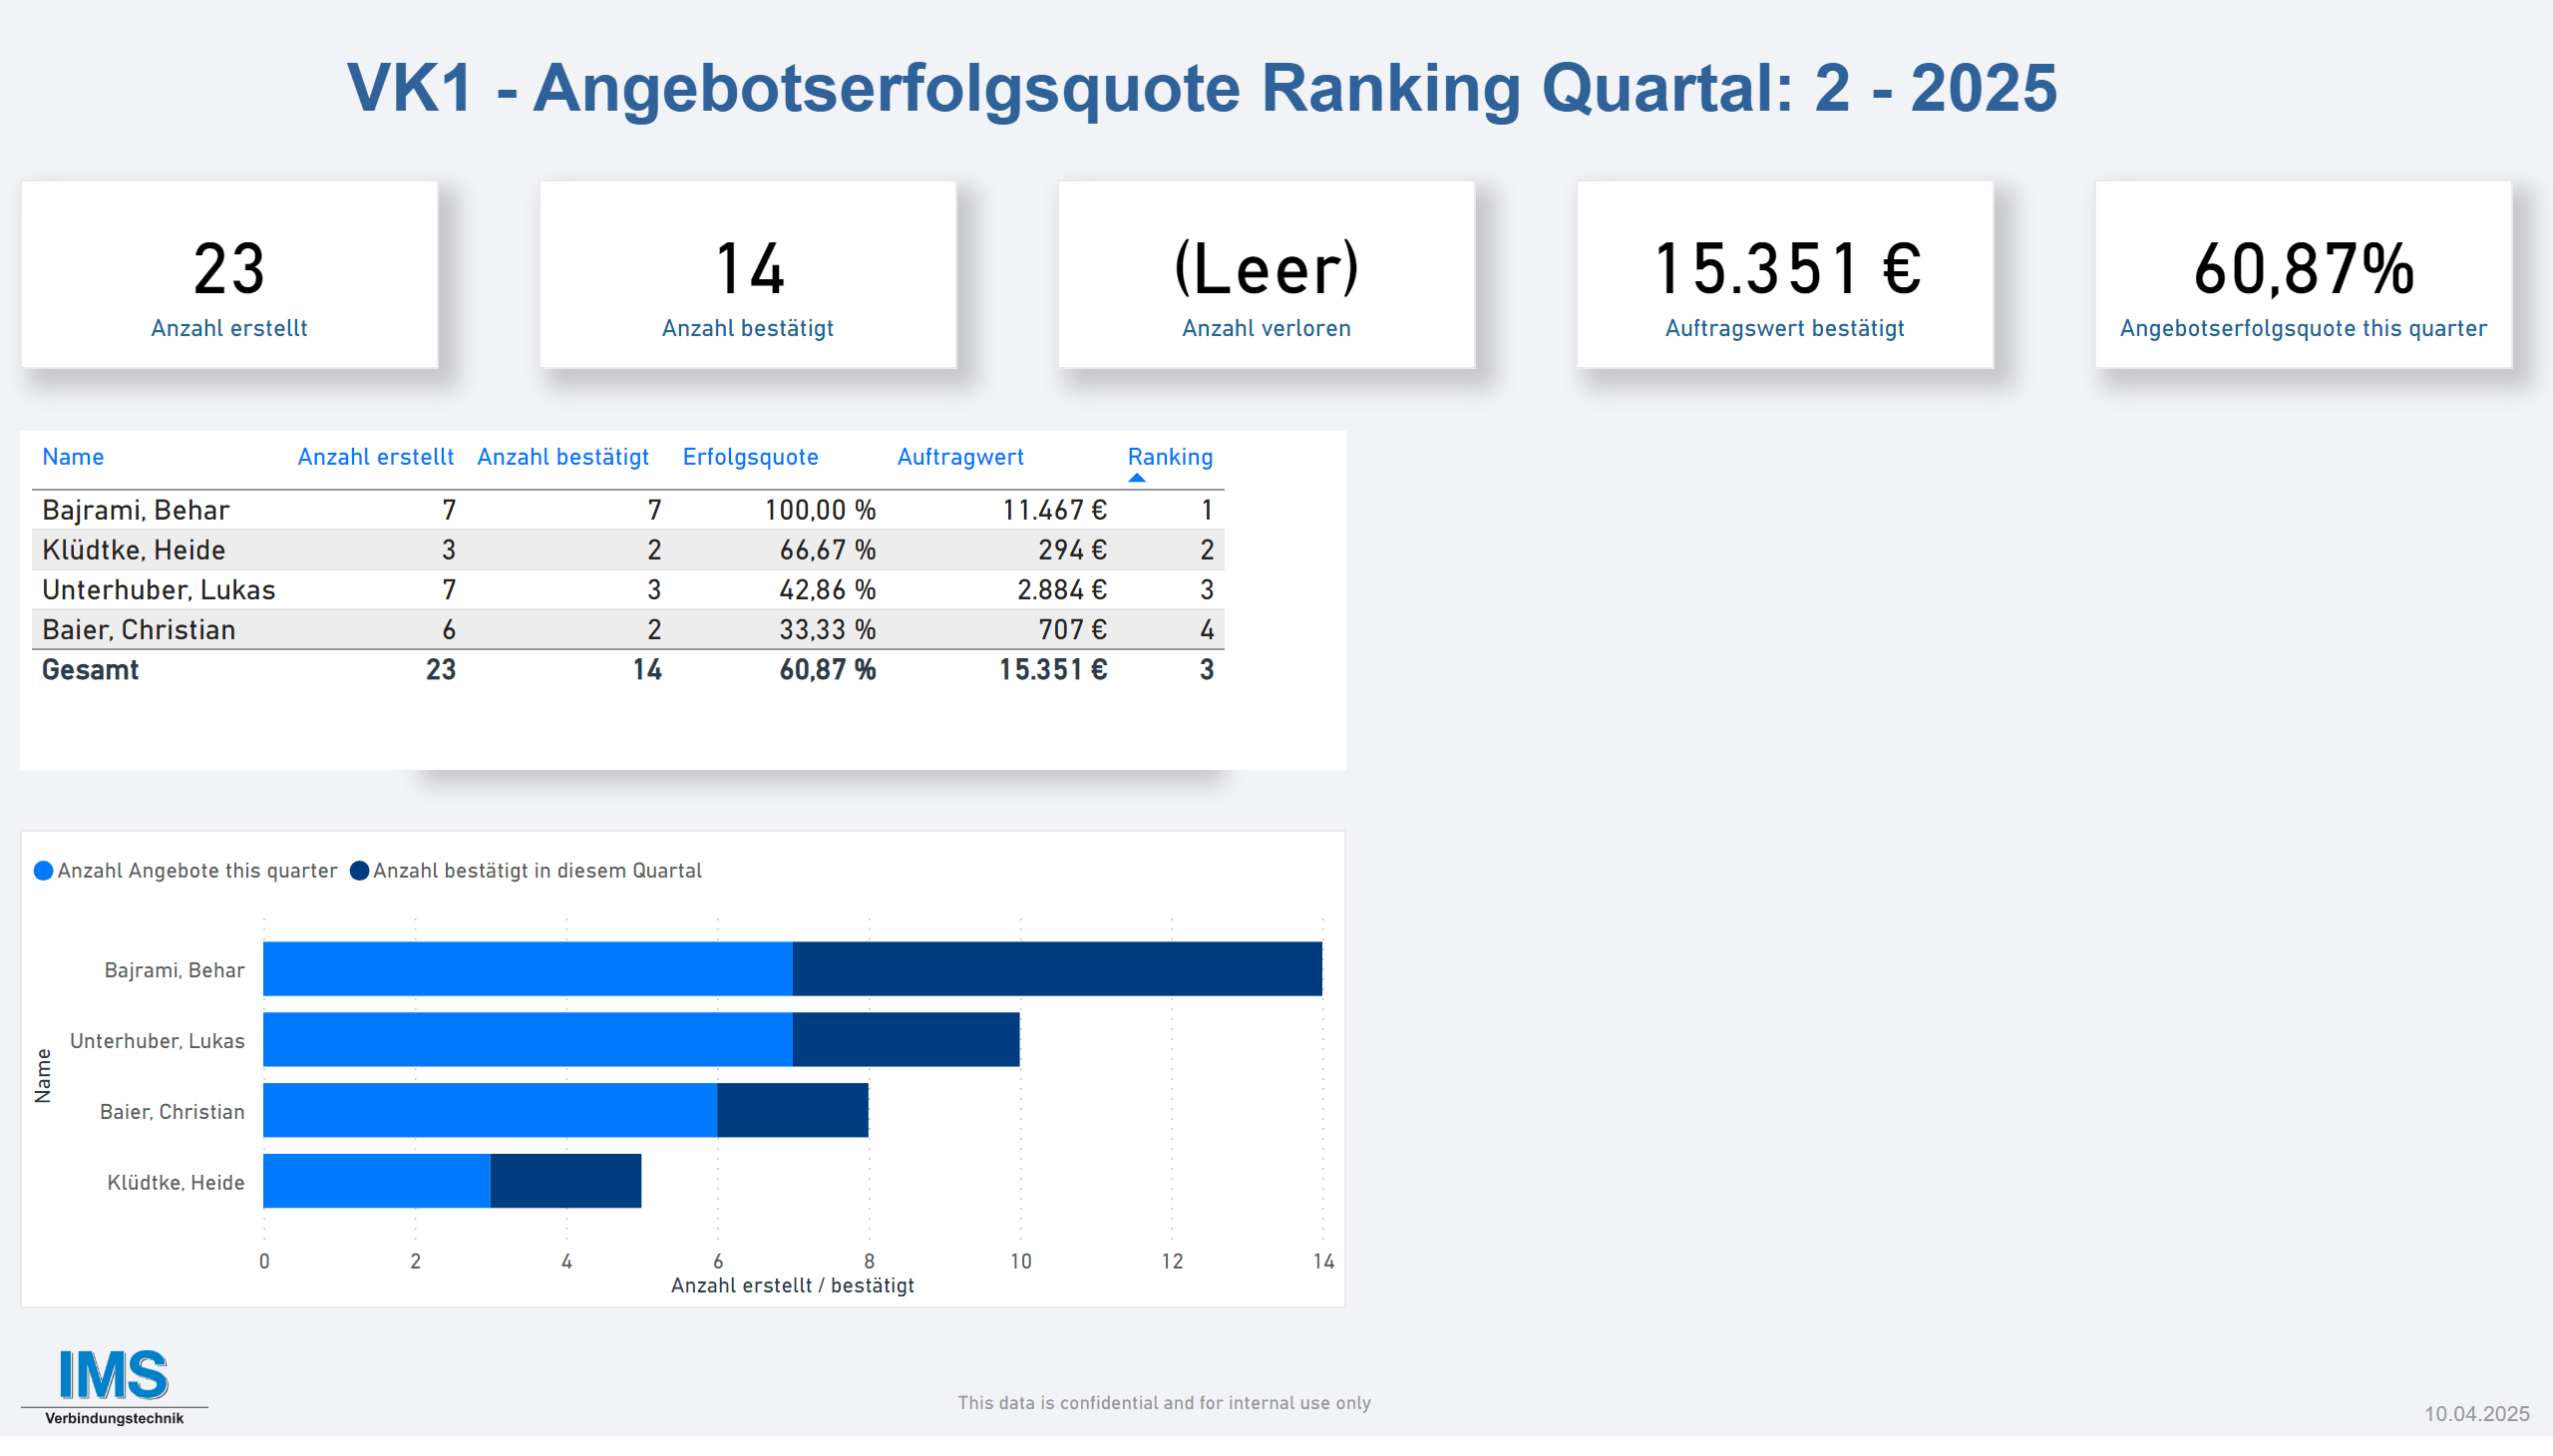 VK1 - Angebotserfolgsquote Ranking Quartal: 2 - 2025
23
Anzahl erstellt
14
Anzahl bestätigt
(Leer)
Anzahl verloren
15.351 €
Auftragswert bestätigt
60,87%
Angebotserfolgsquote this quarter
Name Anzahl erstellt Anzahl bestätigt Erfolgsquote Auftragwert Ranking
Bajrami, Behar 7 7 100,00 % 11.467 € 1
Klüdtke, Heide 3 2 66,67 % 294 € 2
Unterhuber, Lukas 7 3 42,86 % 2.884 € 3
Baier, Christian 6 2 33,33 % 707 € 4
Gesamt 23 14 60,87 % 15.351 € 3
Anzahl Angebote this quarter Anzahl bestätigt in diesem Quartal
Name
Bajrami, Behar
Unterhuber, Lukas
Baier, Christian
Klüdtke, Heide
0 2 4 6 8 10 12 14
Anzahl erstellt / bestätigt
IMS
Verbindungstechnik
This data is confidential and for internal use only
10.04.2025